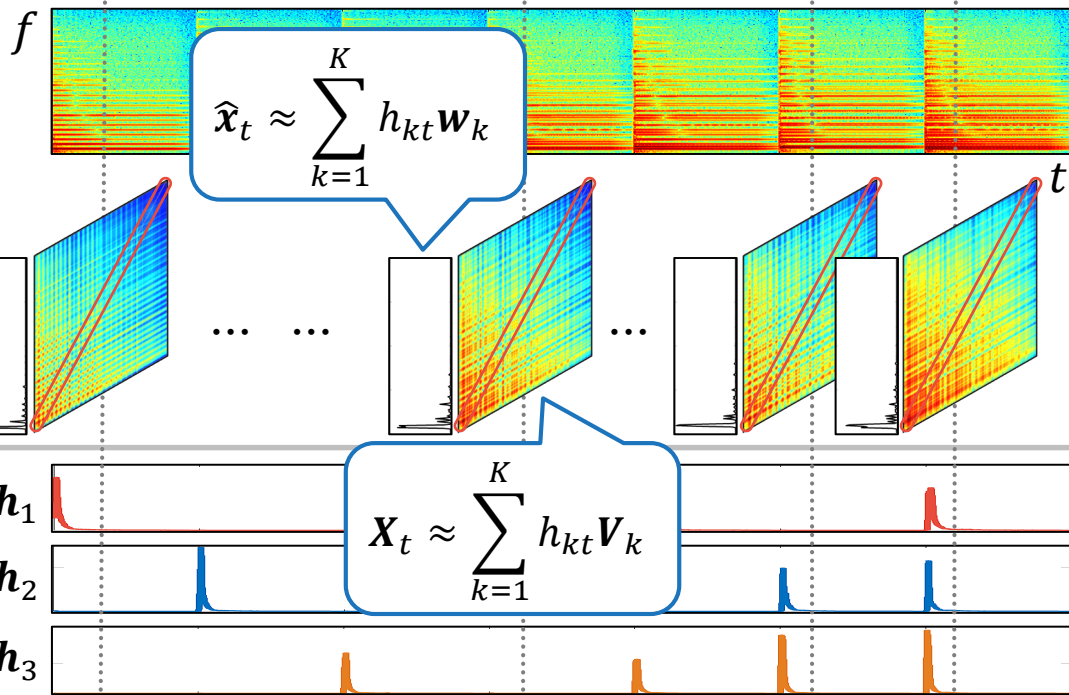 f
x̂_t ≈ ∑_{k=1}^{K} h_{kt} w_k
t
... ... ...
X_t ≈ ∑_{k=1}^{K} h_{kt} V_k
h_1
h_2
h_3